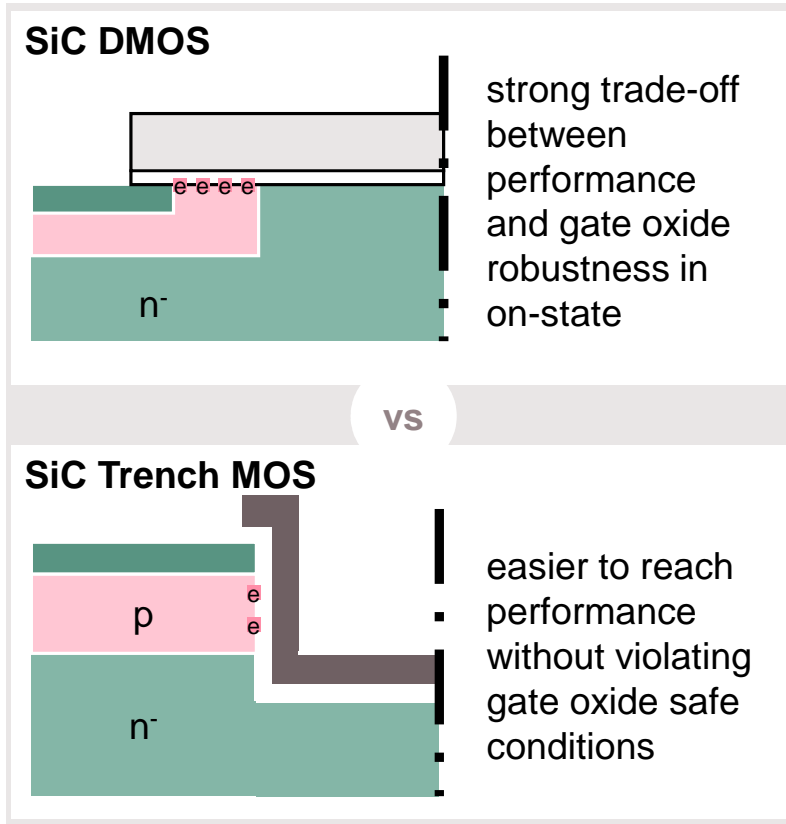 SiC DMOS
strong trade-off
between
performance
and gate oxide
robustness in
on-state
e e e e
n-
vs
SiC Trench MOS
easier to reach
performance
without violating
gate oxide safe
conditions
e
p
e
n-